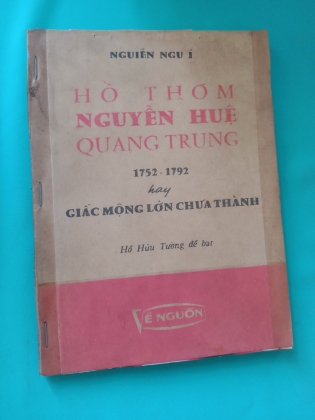 NGUIỄN NGU Í
HỒ THƠM
NGUYỄN HUỆ
QUANG TRUNG
1752 - 1792
hay
GIẤC MỘNG LỚN CHƯA THÀNH
Hồ Hữu Tường đề bạt
VỀ NGUỒN